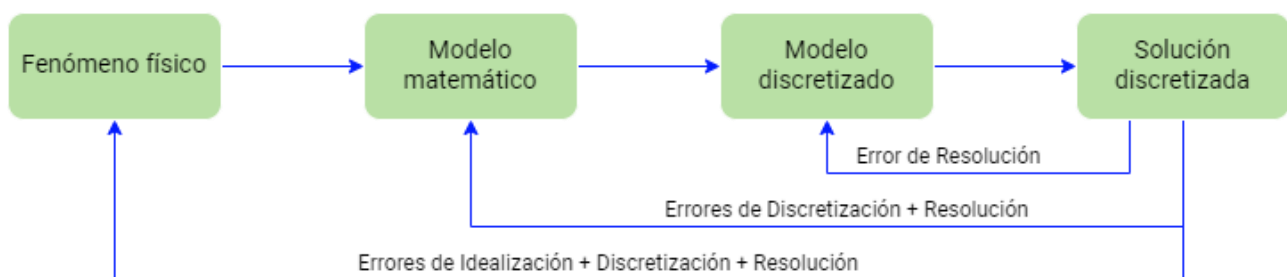 Fenómeno físico
Modelo
matemático
Modelo
discretizado
Solución
discretizada
Error de Resolución
Errores de Discretización + Resolución
Errores de Idealización + Discretización + Resolución